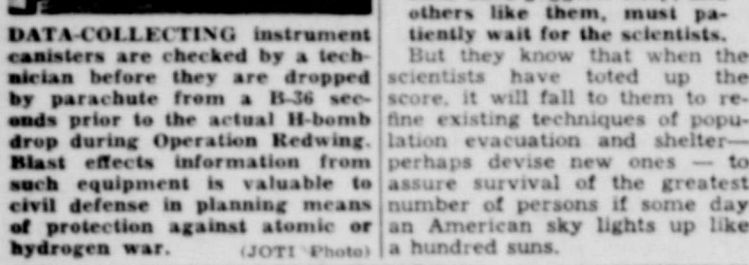 DATA-COLLECTING instrument
canisters are checked by a tech-
nician before they are dropped
by parachute from a B-36 sec-
onds prior to the actual H-bomb
drop during Operation Redwing.
Blast effects information from
such equipment is valuable to
civil defense in planning means
of protection against atomic or
hydrogen war. (JOTI Photo)
others like them, must pa-
tiently wait for the scientists.
But they know that when the
scientists have toted up the
score, it will fall to them to re-
fine existing techniques of popu-
lation evacuation and shelter—
perhaps devise new ones — to
assure survival of the greatest
number of persons if some day
an American sky lights up like
a hundred suns.